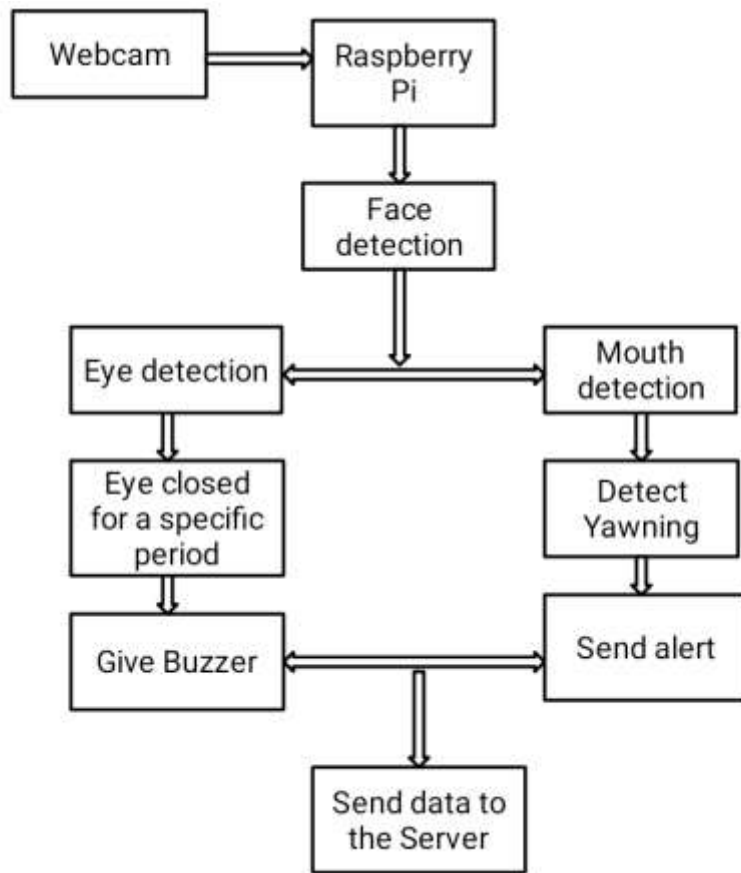 Webcam
Raspberry
Pi
Face
detection
Eye detection
Mouth
detection
Eye closed
for a specific
period
Detect
Yawning
Give Buzzer
Send alert
Send data to
the Server